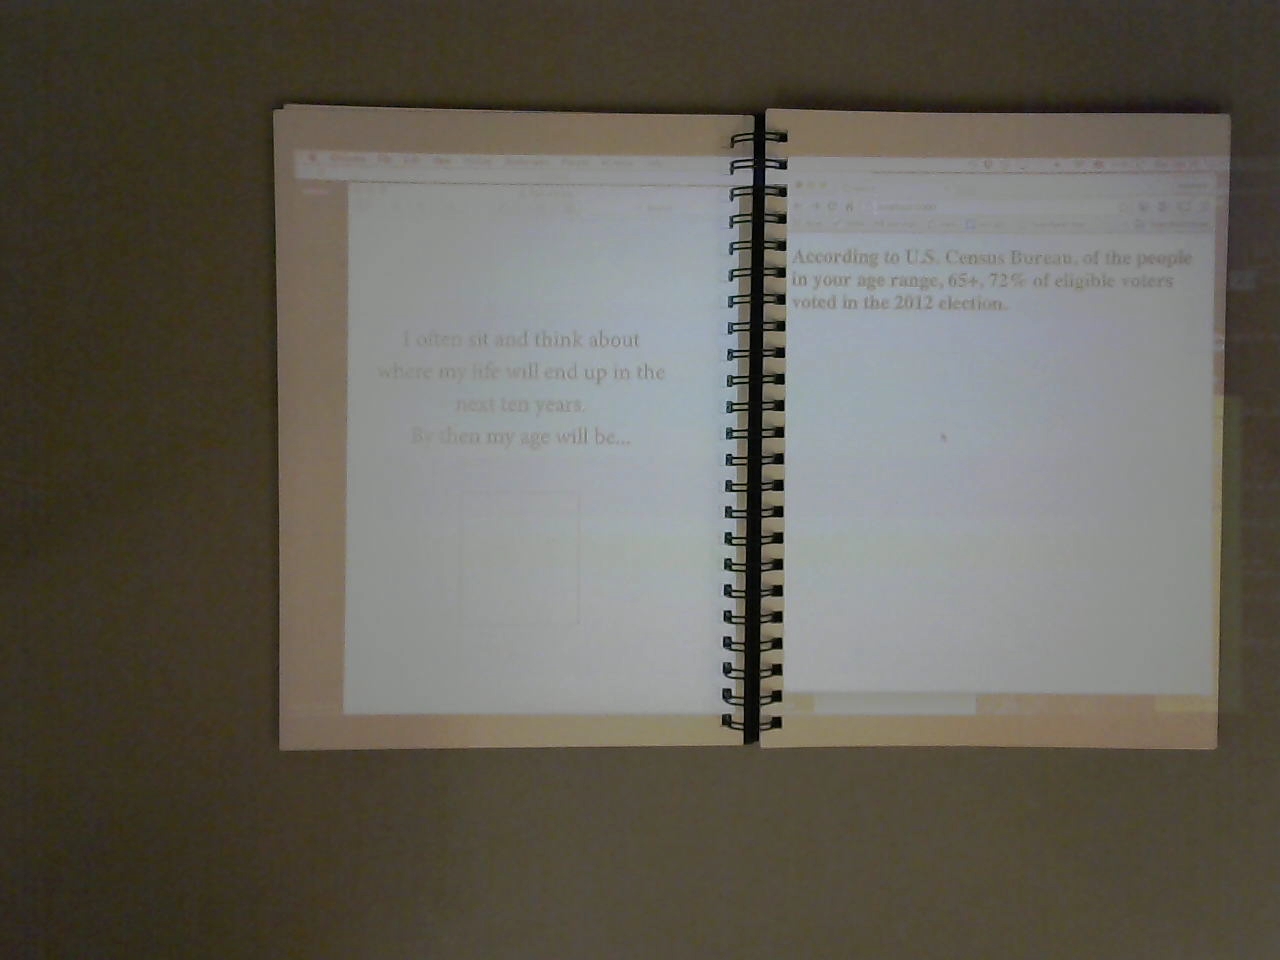 I often sit and think about
where my life will end up in the
next ten years.
By then my age will be...
According to U.S. Census Bureau, of the people
in your age range, 65+, 72% of eligible voters
voted in the 2012 election.